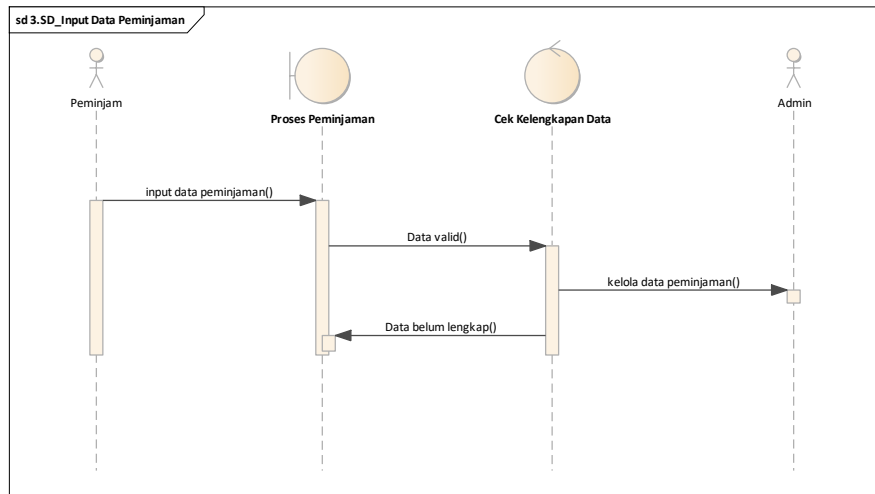 sd 3.SD_Input Data Peminjaman
Peminjam
Proses Peminjaman
Cek Kelengkapan Data
Admin
input data peminjaman()
Data valid()
kelola data peminjaman()
Data belum lengkap()